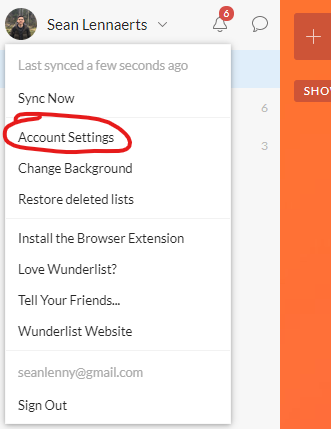 Sean Lennaerts
6
Last synced a few seconds ago
Sync Now
6
Account Settings
3
Change Background
Restore deleted lists
Install the Browser Extension
Love Wunderlist?
Tell Your Friends...
Wunderlist Website
seanlenny@gmail.com
Sign Out
+
SHO